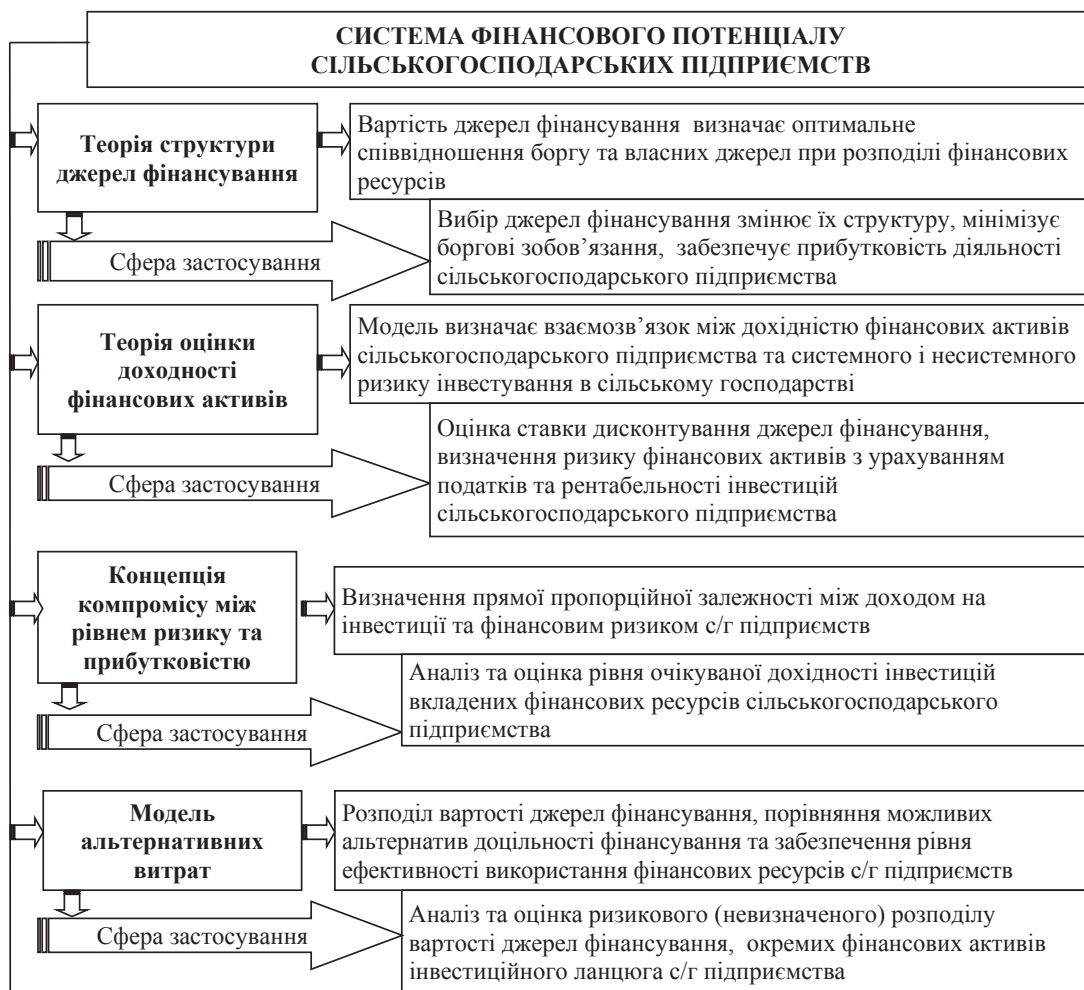 СИСТЕМА ФІНАНСОВОГО ПОТЕНЦІАЛУ
СІЛЬСЬКОГОСПОДАРСЬКИХ ПІДПРИЄМСТВ
Теорія структури
джерел фінансування
Вартість джерел фінансування визначає оптимальне
співвідношення боргу та власних джерел при розподілі фінансових
ресурсів
Сфера застосування
Вибір джерел фінансування змінює їх структуру, мінімізує
боргові зобов’язання, забезпечує прибутковість діяльності
сільськогосподарського підприємства
Теорія оцінки
доходності
фінансових активів
Модель визначає взаємозв’язок між дохідністю фінансових активів
сільськогосподарського підприємства та системного і несистемного
ризику інвестування в сільському господарстві
Сфера застосування
Оцінка ставки дисконтування джерел фінансування,
визначення ризику фінансових активів з урахуванням
податків та рентабельності інвестицій
сільськогосподарського підприємства
Концепція
компромісу між
рівнем ризику та
прибутковістю
Визначення прямої пропорційної залежності між доходом на
інвестиції та фінансовим ризиком с/г підприємств
Сфера застосування
Аналіз та оцінка рівня очікуваної дохідності інвестицій
вкладених фінансових ресурсів сільськогосподарського
підприємства
Модель
альтернативних
витрат
Розподіл вартості джерел фінансування, порівняння можливих
альтернатив доцільності фінансування та забезпечення рівня
ефективності використання фінансових ресурсів с/г підприємств
Сфера застосування
Аналіз та оцінка ризикового (невизначеного) розподілу
вартості джерел фінансування, окремих фінансових активів
інвестиційного ланцюга с/г підприємства